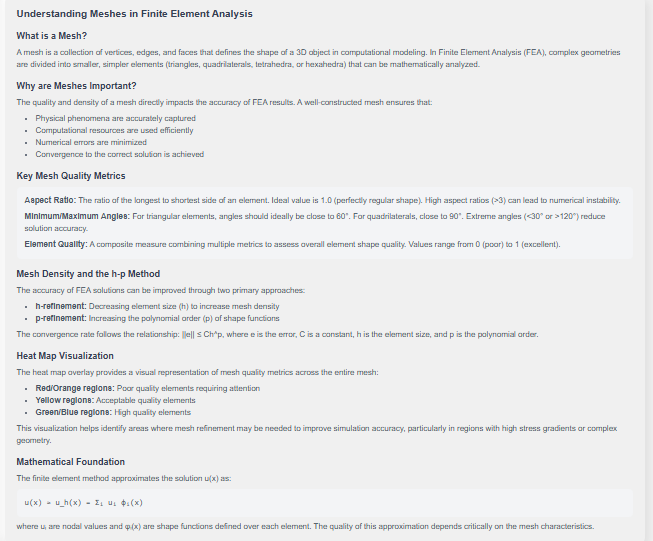 Understanding Meshes in Finite Element Analysis
What is a Mesh?
A mesh is a collection of vertices, edges, and faces that defines the shape of a 3D object in computational modeling. In Finite Element Analysis (FEA), complex geometries
are divided into smaller, simpler elements (triangles, quadrilaterals, tetrahedra, or hexahedra) that can be mathematically analyzed.
Why are Meshes Important?
The quality and density of a mesh directly impacts the accuracy of FEA results. A well-constructed mesh ensures that:
• Physical phenomena are accurately captured
• Computational resources are used efficiently
• Numerical errors are minimized
• Convergence to the correct solution is achieved
Key Mesh Quality Metrics
Aspect Ratio: The ratio of the longest to shortest side of an element. Ideal value is 1.0 (perfectly regular shape). High aspect ratios (>3) can lead to numerical instability.
Minimum/Maximum Angles: For triangular elements, angles should ideally be close to 60°. For quadrilaterals, close to 90°. Extreme angles (<30° or >120°) reduce
solution accuracy.
Element Quality: A composite measure combining multiple metrics to assess overall element shape quality. Values range from 0 (poor) to 1 (excellent).
Mesh Density and the h-p Method
The accuracy of FEA solutions can be improved through two primary approaches:
• h-refinement: Decreasing element size (h) to increase mesh density
• p-refinement: Increasing the polynomial order (p) of shape functions
The convergence rate follows the relationship: ||e|| ≤ Ch^p, where e is the error, C is a constant, h is the element size, and p is the polynomial order.
Heat Map Visualization
The heat map overlay provides a visual representation of mesh quality metrics across the entire mesh:
• Red/Orange regions: Poor quality elements requiring attention
• Yellow regions: Acceptable quality elements
• Green/Blue regions: High quality elements
This visualization helps identify areas where mesh refinement may be needed to improve simulation accuracy, particularly in regions with high stress gradients or complex
geometry.
Mathematical Foundation
The finite element method approximates the solution u(x) as:
u(x) ≈ u_h(x) = Σᵢ uᵢ φᵢ(x)
where uᵢ are nodal values and φᵢ(x) are shape functions defined over each element. The quality of this approximation depends critically on the mesh characteristics.